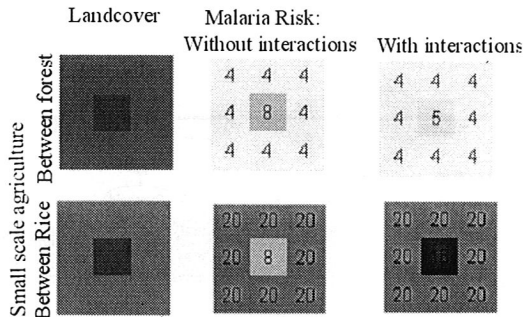 Landcover
Malaria Risk:
Without interactions
With interactions
Small scale agriculture
Between forest
4 4 4
4 8 4
4 4 4
4 4 4
4 5 4
4 4 4
Between Rice
20 20 20
20 8 20
20 20 20
20 20 20
20 20
20 20 20